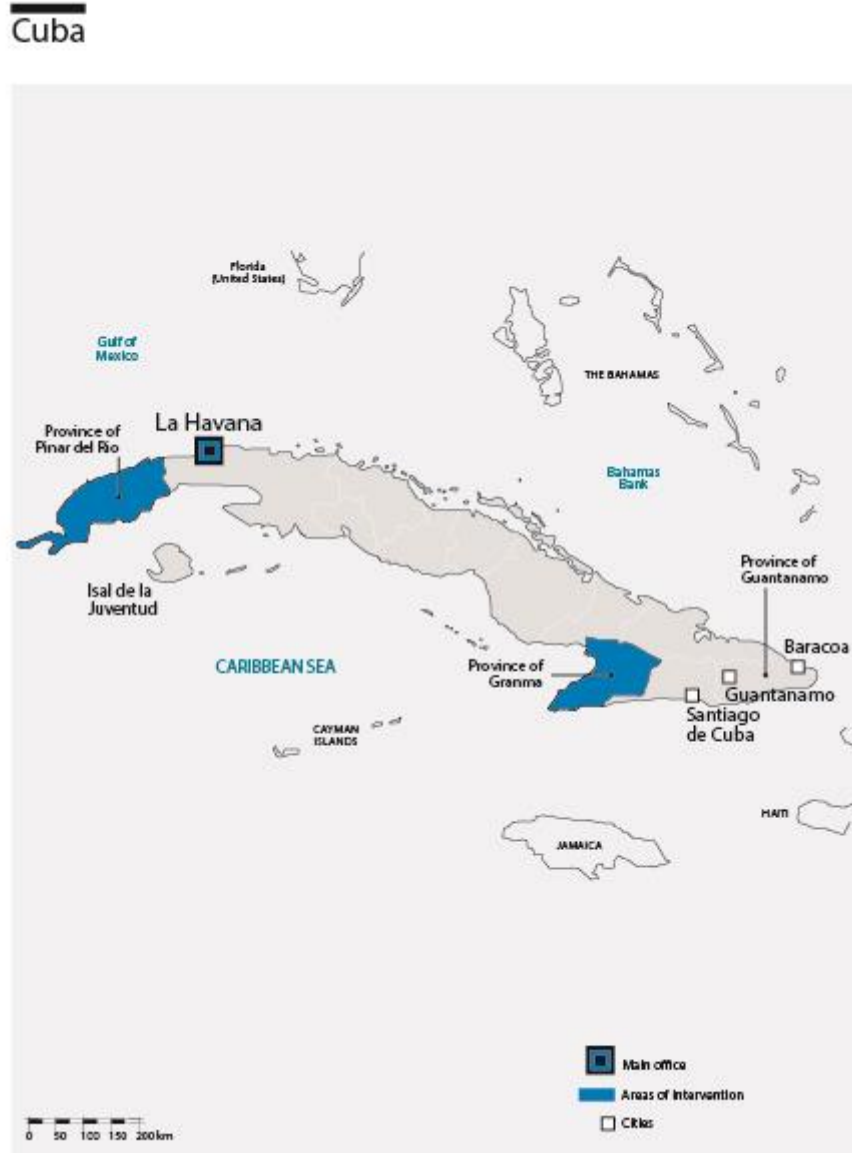 Cuba
Florida
(United States)
Gulf of
Mexico
THE BAHAMAS
La Havana
Province of
Pinar del Rio
Bahamas
Bank
Province of
Guantanamo
Isal de la
Juventud
Baracoa
CARIBBEAN SEA
Province of
Granma
Guantanamo
Santiago
de Cuba
CAYMAN
ISLANDS
HAITI
JAMAICA
Main office
Areas of intervention
Cities
0 50 100 150 200 km